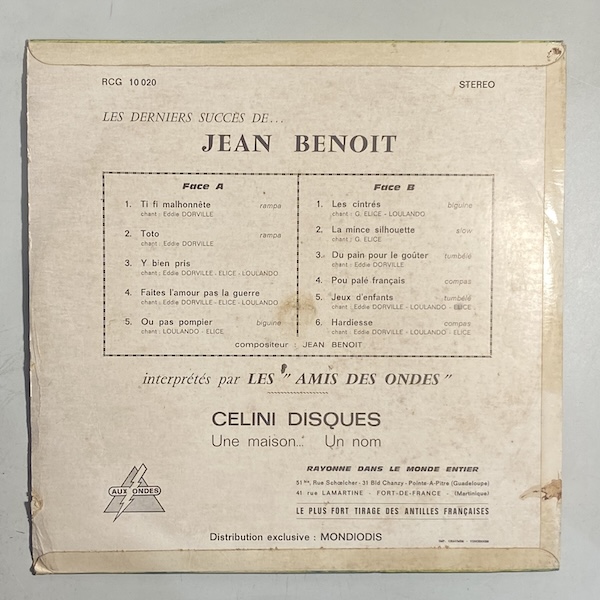 RCG 10 020
STEREO
LES DERNIERS SUCCÈS DE...
JEAN BENOIT
Face A
1. Ti fi malhonnète rampa
chant : Eddie DORVILLE
2. Toto rampa
chant : Eddie DORVILLE
3. Y b'en pris
chant : Eddie DORVILLE - ELICE - LOULANDO
4. Faites l'amour pas la guerre
chant : Eddie DORVILLE - ELICE - LOULANDO
5. Ou pas pompier biguine
chant : LOULANDO - ELICE
Face B
1. Les cintrés biguine
chant : G. ELICE - LOULANDO
2. La mince silhouette slow
chant : G. ELICE
3. Du pain pour le goûter tumbélé
chant : Eddie DORVILLE
4. Pou palé français compas
5. Jeux d'enfants tumbélé
chant : Eddie DORVILLE - LOULANDO - ELICE
6. Hardiesse compas
chant : Eddie DORVILLE - LOULANDO - ELICE
compositeur : JEAN BENOIT
interprétés par LES " AMIS DES ONDES "
CELINI DISQUES
Une maison... Un nom
RAYONNE DANS LE MONDE ENTIER
51 bis, Rue Schœlcher - 31 Bld Chanzy - Pointe-A-Pitre (Guadeloupe)
41 rue LAMARTINE - FORT-DE-FRANCE - (Martinique)
LE PLUS FORT TIRAGE DES ANTILLES FRANÇAISES
AUX ONDES
Distribution exclusive : MONDIODIS